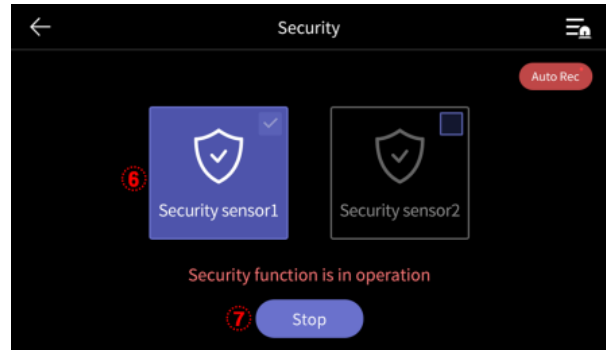 Security
Auto Rec
6
Security sensor1
Security sensor2
Security function is in operation
7
Stop